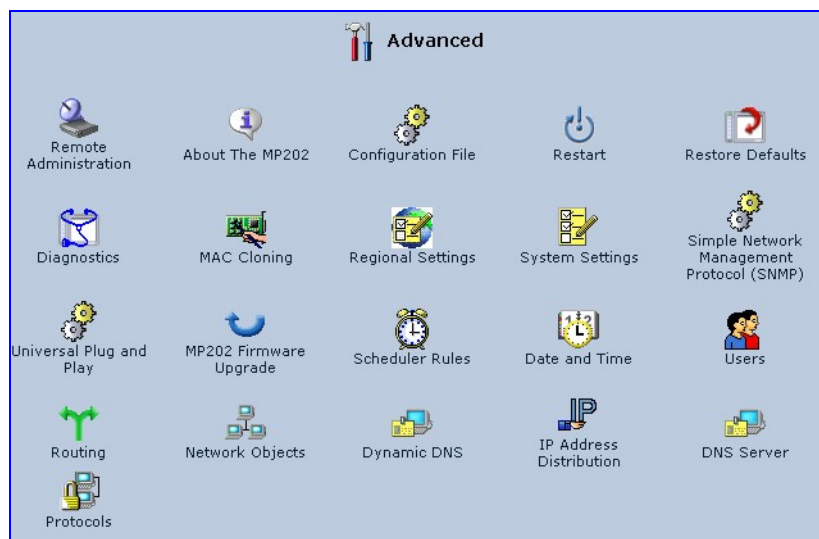 Advanced
Remote
Administration
About The MP202
Configuration File
Restart
Restore Defaults
Diagnostics
MAC Cloning
Regional Settings
System Settings
Simple Network
Management
Protocol (SNMP)
Universal Plug and
Play
MP202 Firmware
Upgrade
Scheduler Rules
Date and Time
Users
Routing
Network Objects
Dynamic DNS
IP Address
Distribution
DNS Server
Protocols